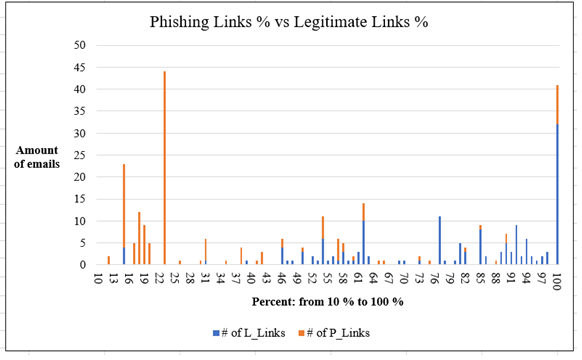 Phishing Links % vs Legitimate Links %
50
45
40
35
30
25
20
15
10
5
0
Amount
of emails
10 13 16 19 22 25 28 31 34 37 40 43 46 49 52 55 58 61 64 67 70 73 76 79 82 85 88 91 94 97 100
Percent: from 10 % to 100 %
# of L_Links # of P_Links